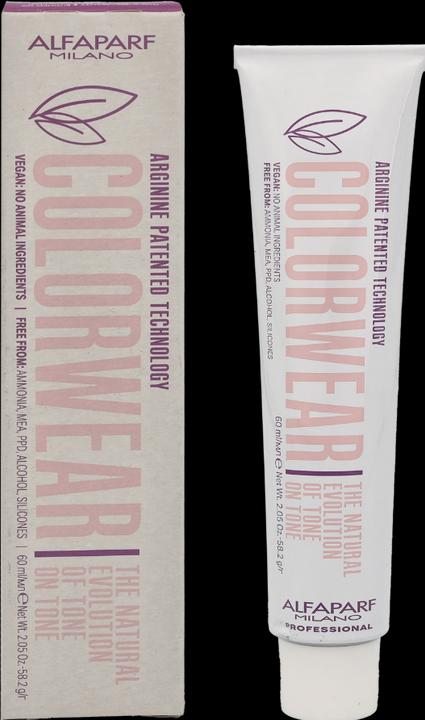 ALFAPARF
MILANO
ARGININE PATENTED TECHNOLOGY
COLORWEAR
THE NATURAL
EVOLUTION
OF TONE
ON TONE
VEGAN: NO ANIMAL INGREDIENTS | FREE FROM: AMMONIA, MEA, PPD, ALCOHOL, SILICONES | 60 ml/мл e Net Wt. 2.05 Oz.-58.2 g/г
ARGININE PATENTED TECHNOLOGY
COLORWEAR
THE NATURAL
EVOLUTION
OF TONE
ON TONE
VEGAN: NO ANIMAL INGREDIENTS
FREE FROM: AMMONIA, MEA, PPD, ALCOHOL, SILICONES
60 ml/мл e Net Wt. 2.05 Oz.-58.2 g/г
ALFAPARF
MILANO
PROFESSIONAL